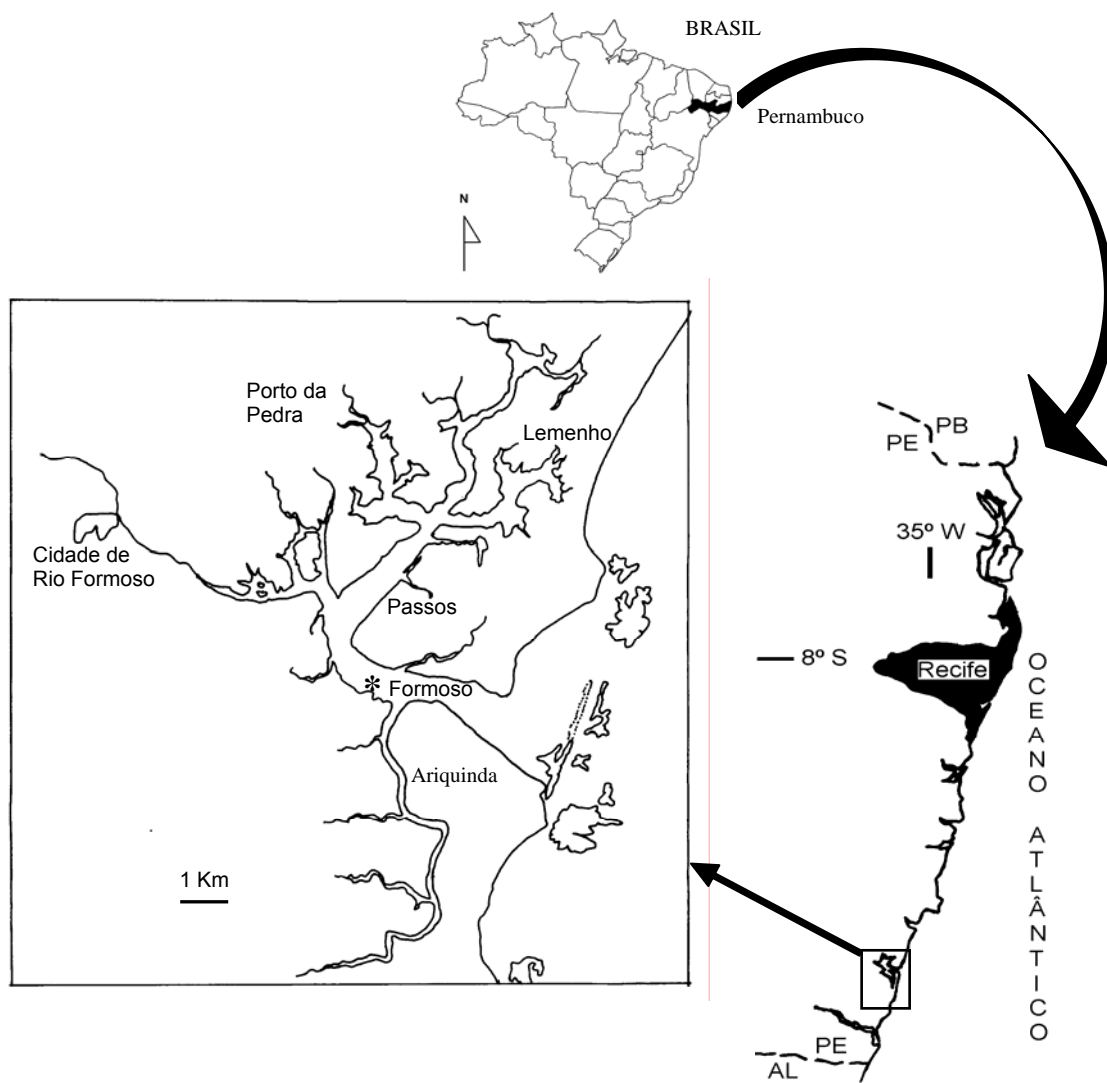 BRASIL
Pernambuco
N
Porto da
Pedra
Lemenho
Cidade de
Rio Formoso
Passos
* Formoso
Ariquinda
1 Km
PB
PE
35º W
8º S
Recife
OCEANO ATLÂNTICO
PE
AL